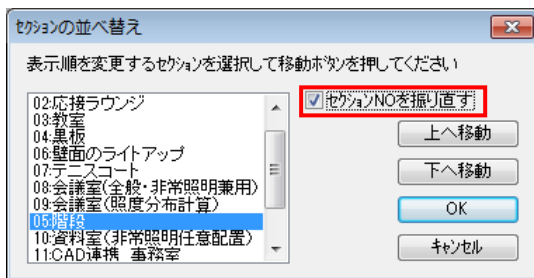 セクションの並べ替え
表示順を変更するセクションを選択して移動ボタンを押してください
02:応接ラウンジ
03:教室
04:黒板
06:壁面のライトアップ
07:テニスコート
08:会議室(全般・非常照明兼用)
09:会議室(照度分布計算)
05:階段
10:資料室(非常照明任意配置)
11:CAD連携 事務室
セクションNOを振り直す
上へ移動
下へ移動
OK
キャンセル